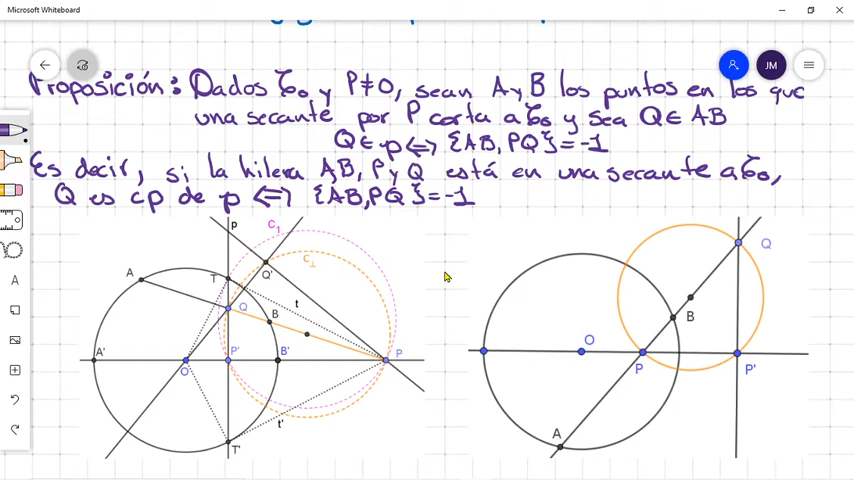 Microsoft Whiteboard
JM
Proposición: Dados ζ₀ y P≠O, sean A y B los puntos en los que
una secante por P corta a ζ₀ y sea Q∈AB
Q∈p ⟺ {AB,PQ}=-1
Es decir, si la hilera AB, P y Q está en una secante a ζ₀,
Q es cp de p ⟺ {AB,PQ}=-1
p
C₁
C⊥
A
T
Q'
Q
t
B
A'
P'
B'
P
O
t'
T'
Q
B
O
P
P'
A